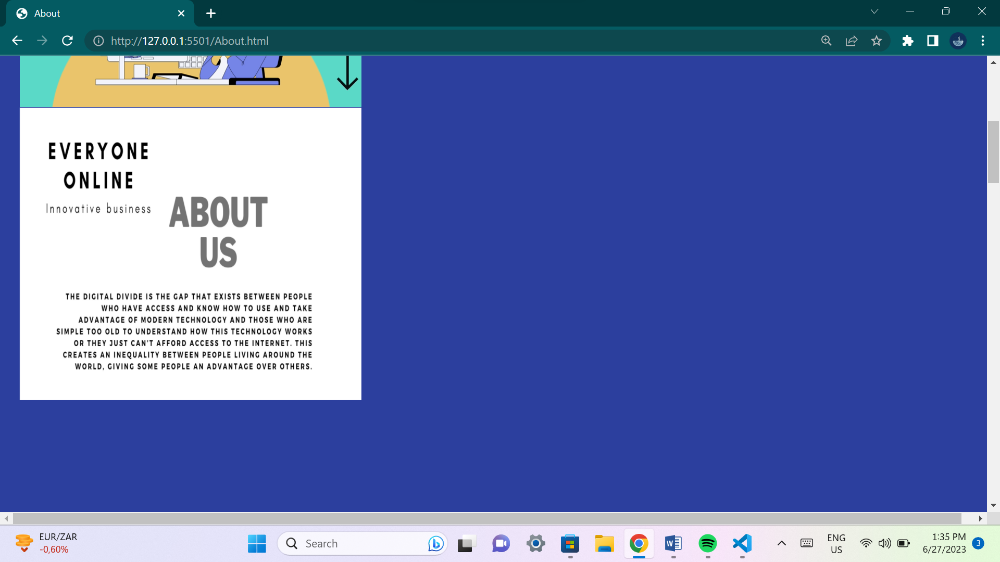 About
http://127.0.0.1:5501/About.html
EVERYONE
ONLINE
Innovative business
ABOUT
US
THE DIGITAL DIVIDE IS THE GAP THAT EXISTS BETWEEN PEOPLE
WHO HAVE ACCESS AND KNOW HOW TO USE AND TAKE
ADVANTAGE OF MODERN TECHNOLOGY AND THOSE WHO ARE
SIMPLE TOO OLD TO UNDERSTAND HOW THIS TECHNOLOGY WORKS
OR THEY JUST CAN'T AFFORD ACCESS TO THE INTERNET. THIS
CREATES AN INEQUALITY BETWEEN PEOPLE LIVING AROUND THE
WORLD, GIVING SOME PEOPLE AN ADVANTAGE OVER OTHERS.
EUR/ZAR
-0,60%
Search
ENG
US
1:35 PM
6/27/2023
3